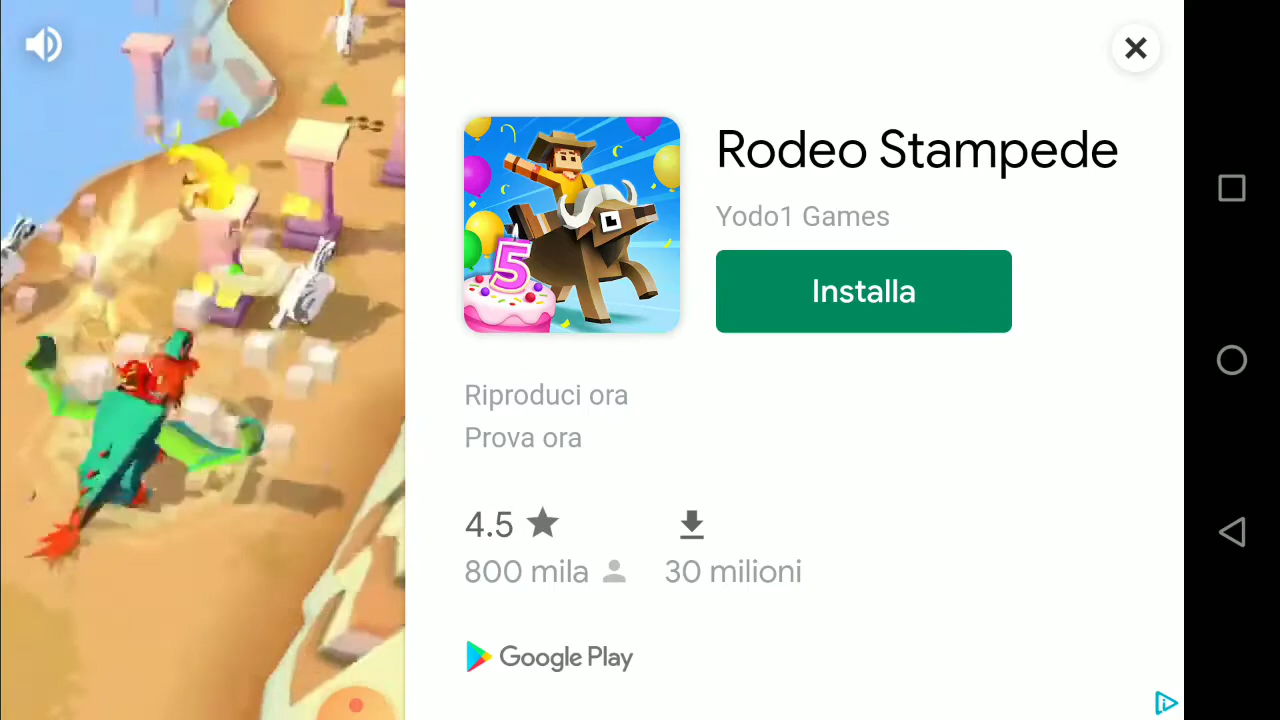 Rodeo Stampede
Yodo1 Games
Installa
5
Riproduci ora
Prova ora
4.5
800 mila
30 milioni
Google Play